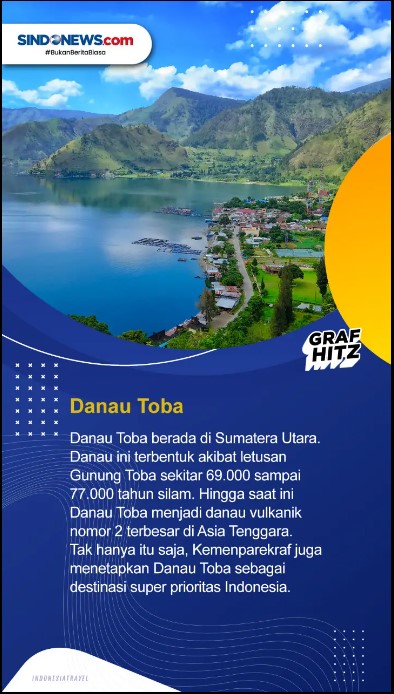 SINDONEWS.com
#BukanBeritaBiasa
GRAF
HITZ
Danau Toba
Danau Toba berada di Sumatera Utara.
Danau ini terbentuk akibat letusan
Gunung Toba sekitar 69.000 sampai
77.000 tahun silam. Hingga saat ini
Danau Toba menjadi danau vulkanik
nomor 2 terbesar di Asia Tenggara.
Tak hanya itu saja, Kemenparekraf juga
menetapkan Danau Toba sebagai
destinasi super prioritas Indonesia.
INDONESIATRAVEL